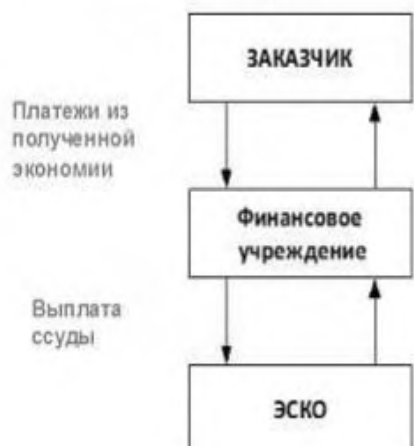 ЗАКАЗЧИК
Платежи из
полученной
экономии
Финансовое
учреждение
Выплата
ссуды
ЭСКО